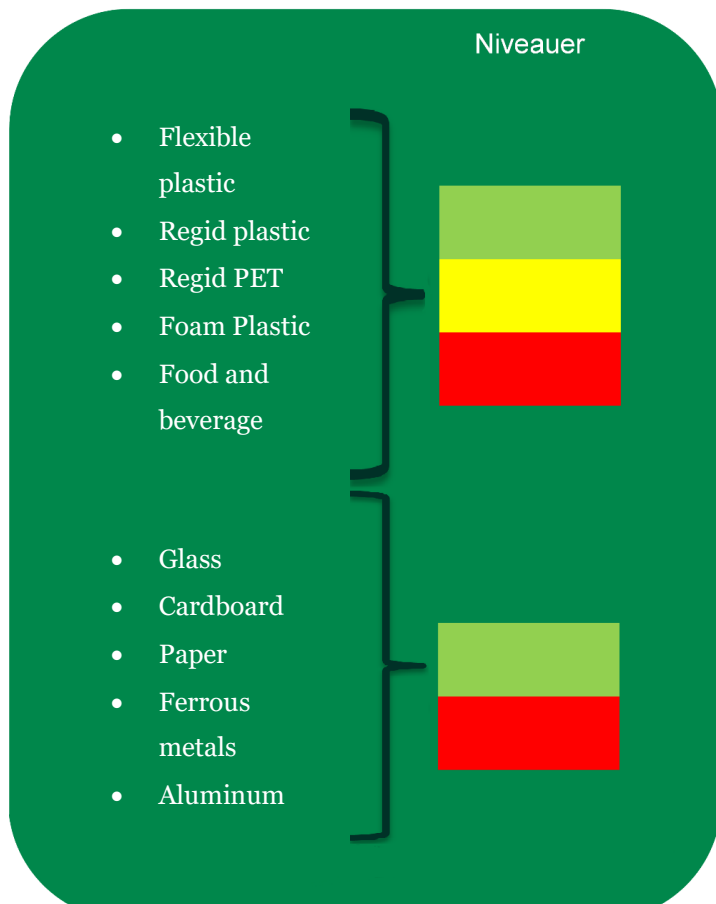 Niveauer
• Flexible
plastic
• Regid plastic
• Regid PET
• Foam Plastic
• Food and
beverage
• Glass
• Cardboard
• Paper
• Ferrous
metals
• Aluminum